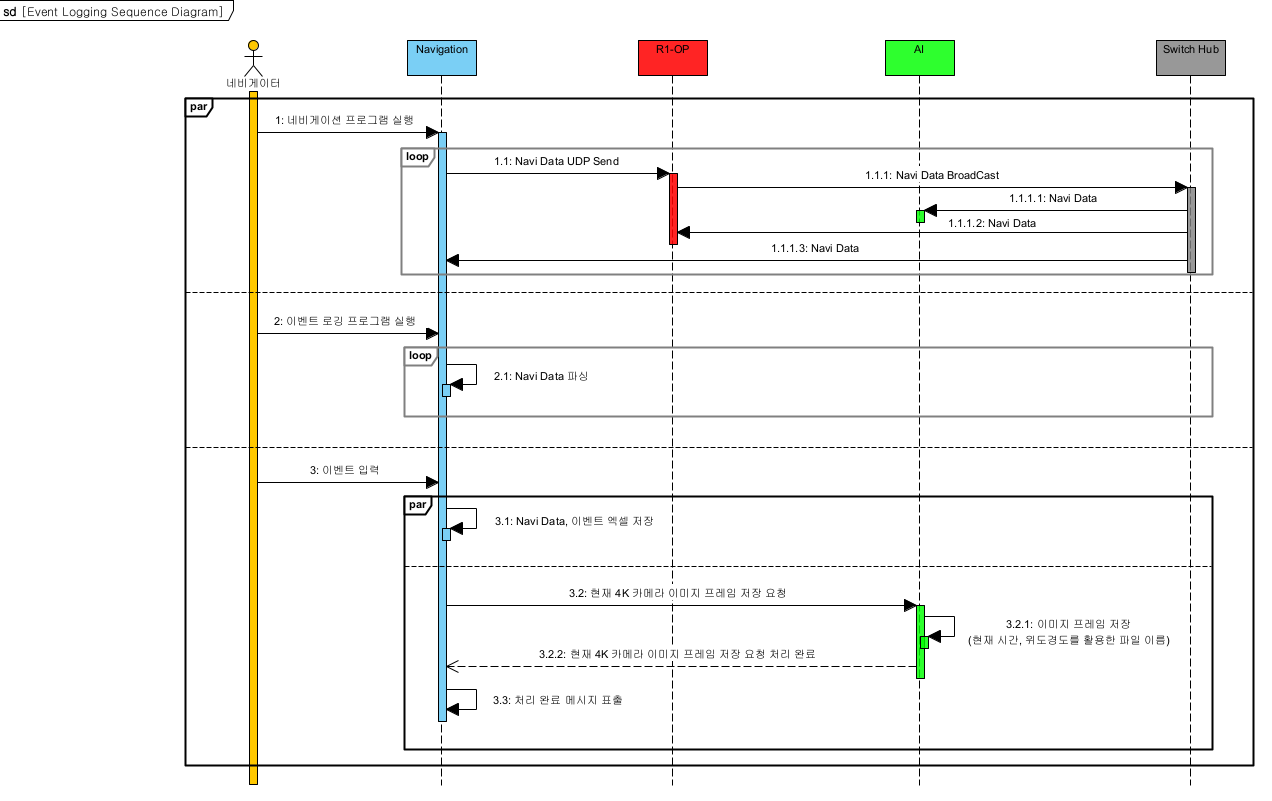 sd [Event Logging Sequence Diagram]
네비게이터
Navigation
R1-OP
AI
Switch Hub
par
1: 네비게이션 프로그램 실행
loop
1.1: Navi Data UDP Send
1.1.1: Navi Data BroadCast
1.1.1.1: Navi Data
1.1.1.2: Navi Data
1.1.1.3: Navi Data
2: 이벤트 로깅 프로그램 실행
loop
2.1: Navi Data 파싱
3: 이벤트 입력
par
3.1: Navi Data, 이벤트 엑셀 저장
3.2: 현재 4K 카메라 이미지 프레임 저장 요청
3.2.1: 이미지 프레임 저장
(현재 시간, 위도경도를 활용한 파일 이름)
3.2.2: 현재 4K 카메라 이미지 프레임 저장 요청 처리 완료
3.3: 처리 완료 메시지 표출